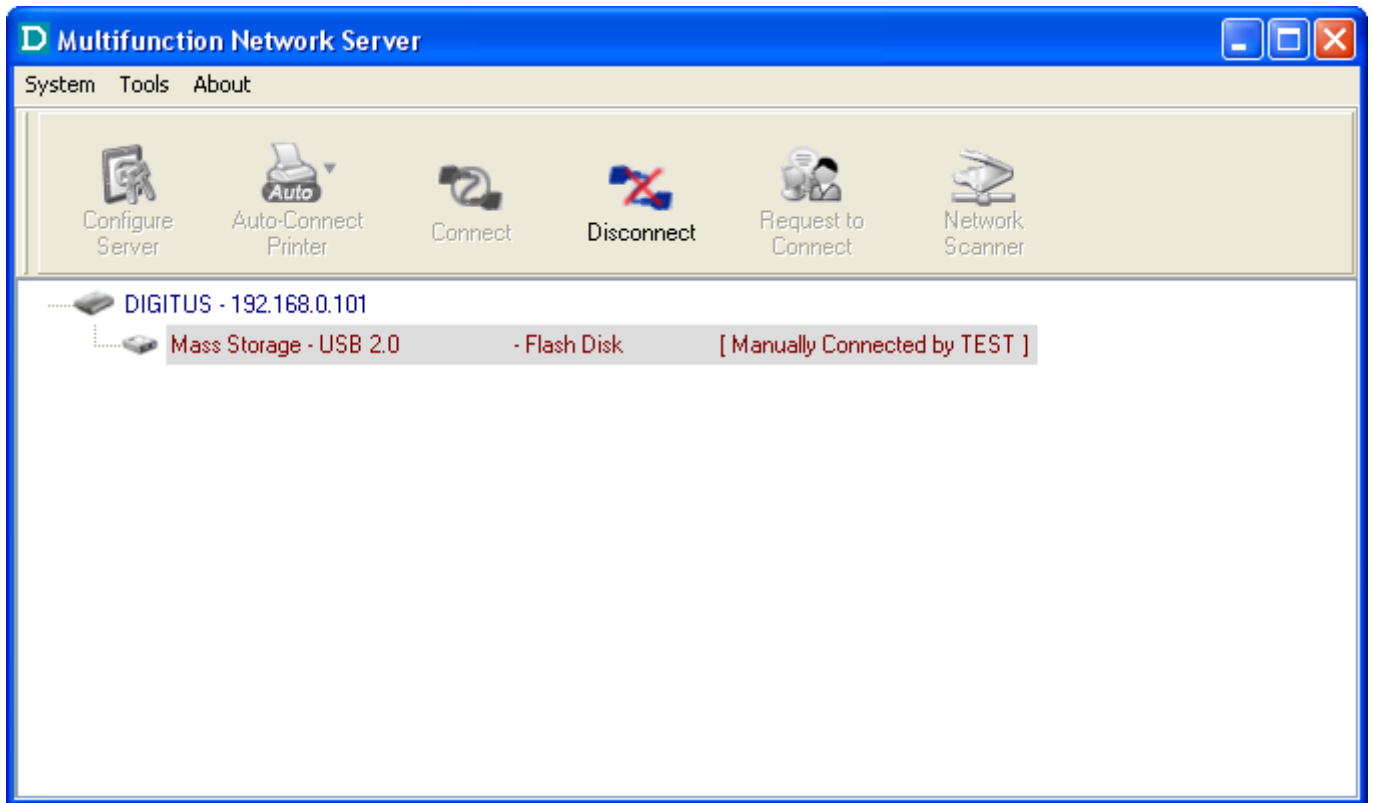 D Multifunction Network Server
System Tools About
Configure Server
Auto Auto-Connect Printer
Connect
Disconnect
Request to Connect
Network Scanner
DIGITUS - 192.168.0.101
Mass Storage - USB 2.0 - Flash Disk [ Manually Connected by TEST ]